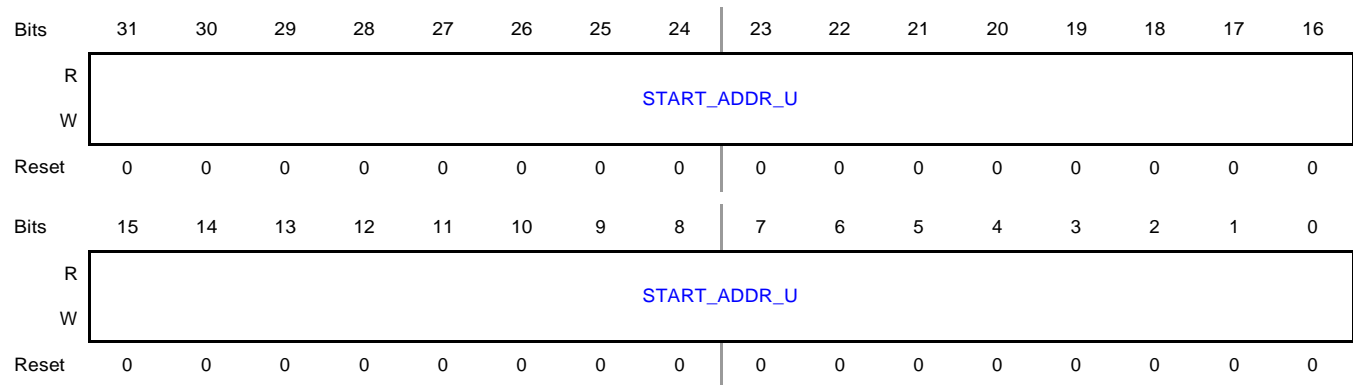 Bits 31 30 29 28 27 26 25 24 23 22 21 20 19 18 17 16
R
START_ADDR_U
W
Reset 0 0 0 0 0 0 0 0 0 0 0 0 0 0 0 0
Bits 15 14 13 12 11 10 9 8 7 6 5 4 3 2 1 0
R
START_ADDR_U
W
Reset 0 0 0 0 0 0 0 0 0 0 0 0 0 0 0 0